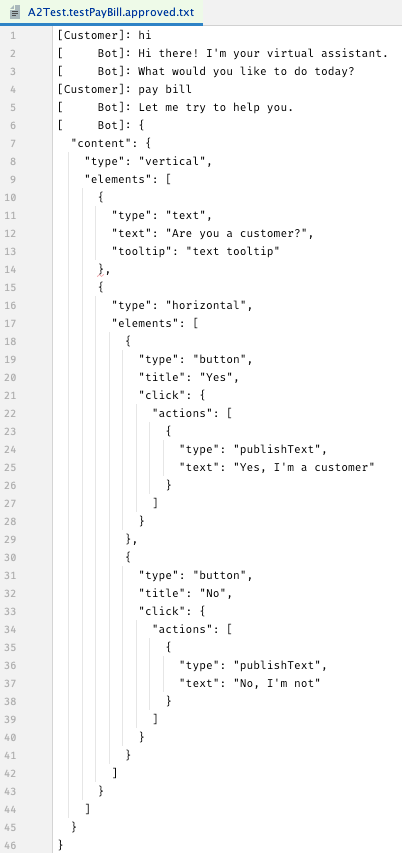 A2Test.testPayBill.approved.txt
1 [Customer]: hi
2 [     Bot]: Hi there! I'm your virtual assistant.
3 [     Bot]: What would you like to do today?
4 [Customer]: pay bill
5 [     Bot]: Let me try to help you.
6 [     Bot]: {
7   "content": {
8     "type": "vertical",
9     "elements": [
10       {
11         "type": "text",
12         "text": "Are you a customer?",
13         "tooltip": "text tooltip"
14       },
15       {
16         "type": "horizontal",
17         "elements": [
18           {
19             "type": "button",
20             "title": "Yes",
21             "click": {
22               "actions": [
23                 {
24                   "type": "publishText",
25                   "text": "Yes, I'm a customer"
26                 }
27               ]
28             }
29           },
30           {
31             "type": "button",
32             "title": "No",
33             "click": {
34               "actions": [
35                 {
36                   "type": "publishText",
37                   "text": "No, I'm not"
38                 }
39               ]
40             }
41           }
42         ]
43       }
44     ]
45   }
46 }